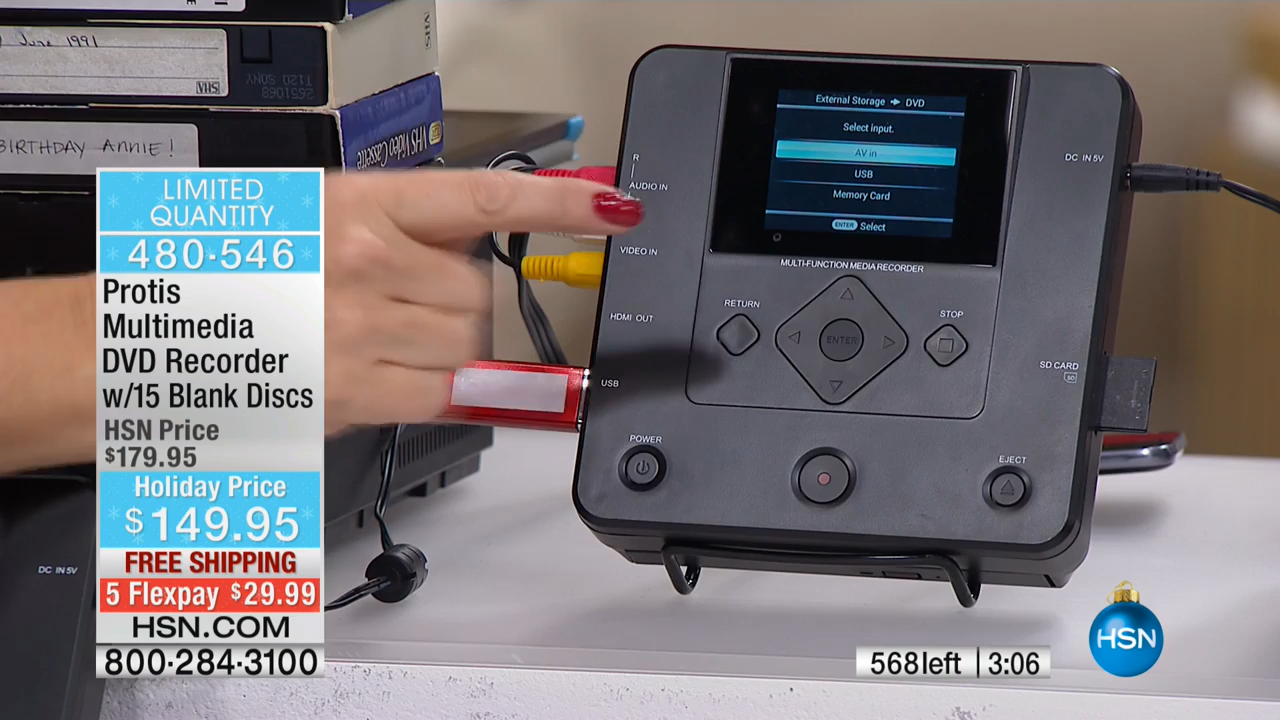 June 1991
VHS
VHS
T120 SONY
2651068
BIRTHDAY ANNIE!
VHS Video Cassette
LIMITED
QUANTITY
480-546
Protis
Multimedia
DVD Recorder
w/15 Blank Discs
HSN Price
$179.95
Holiday Price
$149.95
FREE SHIPPING
5 Flexpay $29.99
HSN.COM
800-284-3100
DC IN 5V
External Storage DVD
Select input.
AV in
USB
Memory Card
ENTER Select
R
AUDIO IN
VIDEO IN
HDMI OUT
USB
MULTI-FUNCTION MEDIA RECORDER
RETURN
ENTER
STOP
POWER
EJECT
DC IN 5V
SD CARD
SD
568left | 3:06
HSN